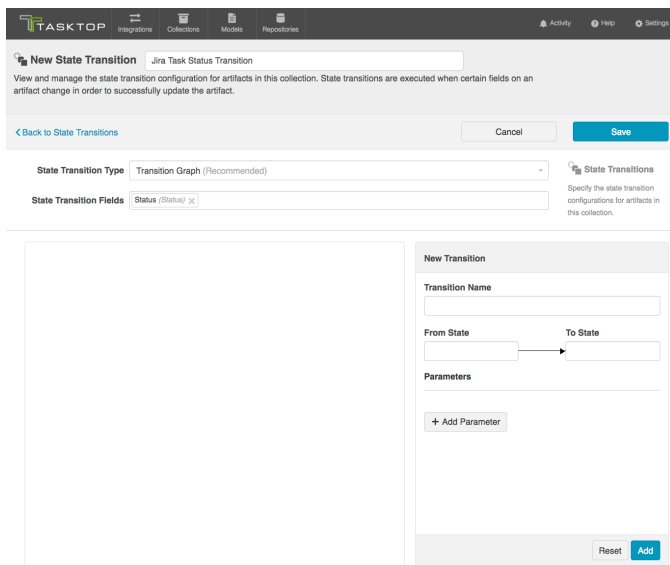 TASKTOP
Integrations
Collections
Models
Repositories
Activity
Help
Settings
New State Transition
Jira Task Status Transition
View and manage the state transition configuration for artifacts in this collection. State transitions are executed when certain fields on an
artifact change in order to successfully update the artifact.
Back to State Transitions
Cancel
Save
State Transition Type
Transition Graph (Recommended)
State Transition Fields
Status (Status)
State Transitions
Specify the state transition
configurations for artifacts in
this collection.
New Transition
Transition Name
From State
To State
Parameters
+ Add Parameter
Reset
Add